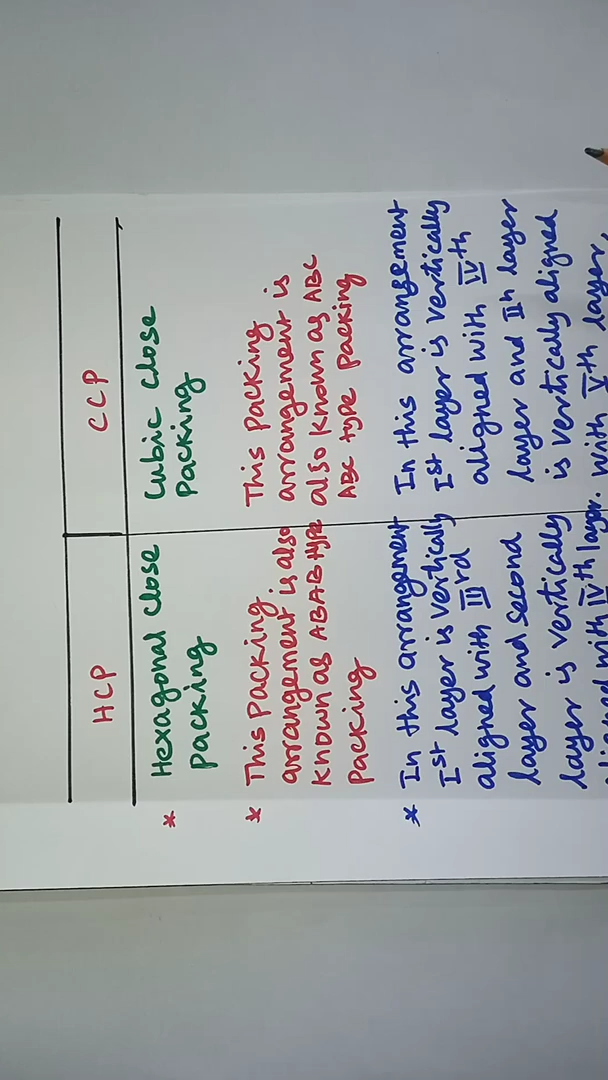 HCP
CCP
* Hexagonal close
packing
Cubic close
packing
* This packing
arrangement is also
known as ABAB type
packing
This packing
arrangement is
also known as ABC
ABC type packing
* In this arrangement
Ist layer is vertically
aligned with IIIrd
layer and second
layer is vertically
aligned with IVth layer.
In this arrangement
Ist layer is vertically
aligned with IVth
layer and IInd layer
is vertically aligned
with Vth layer.